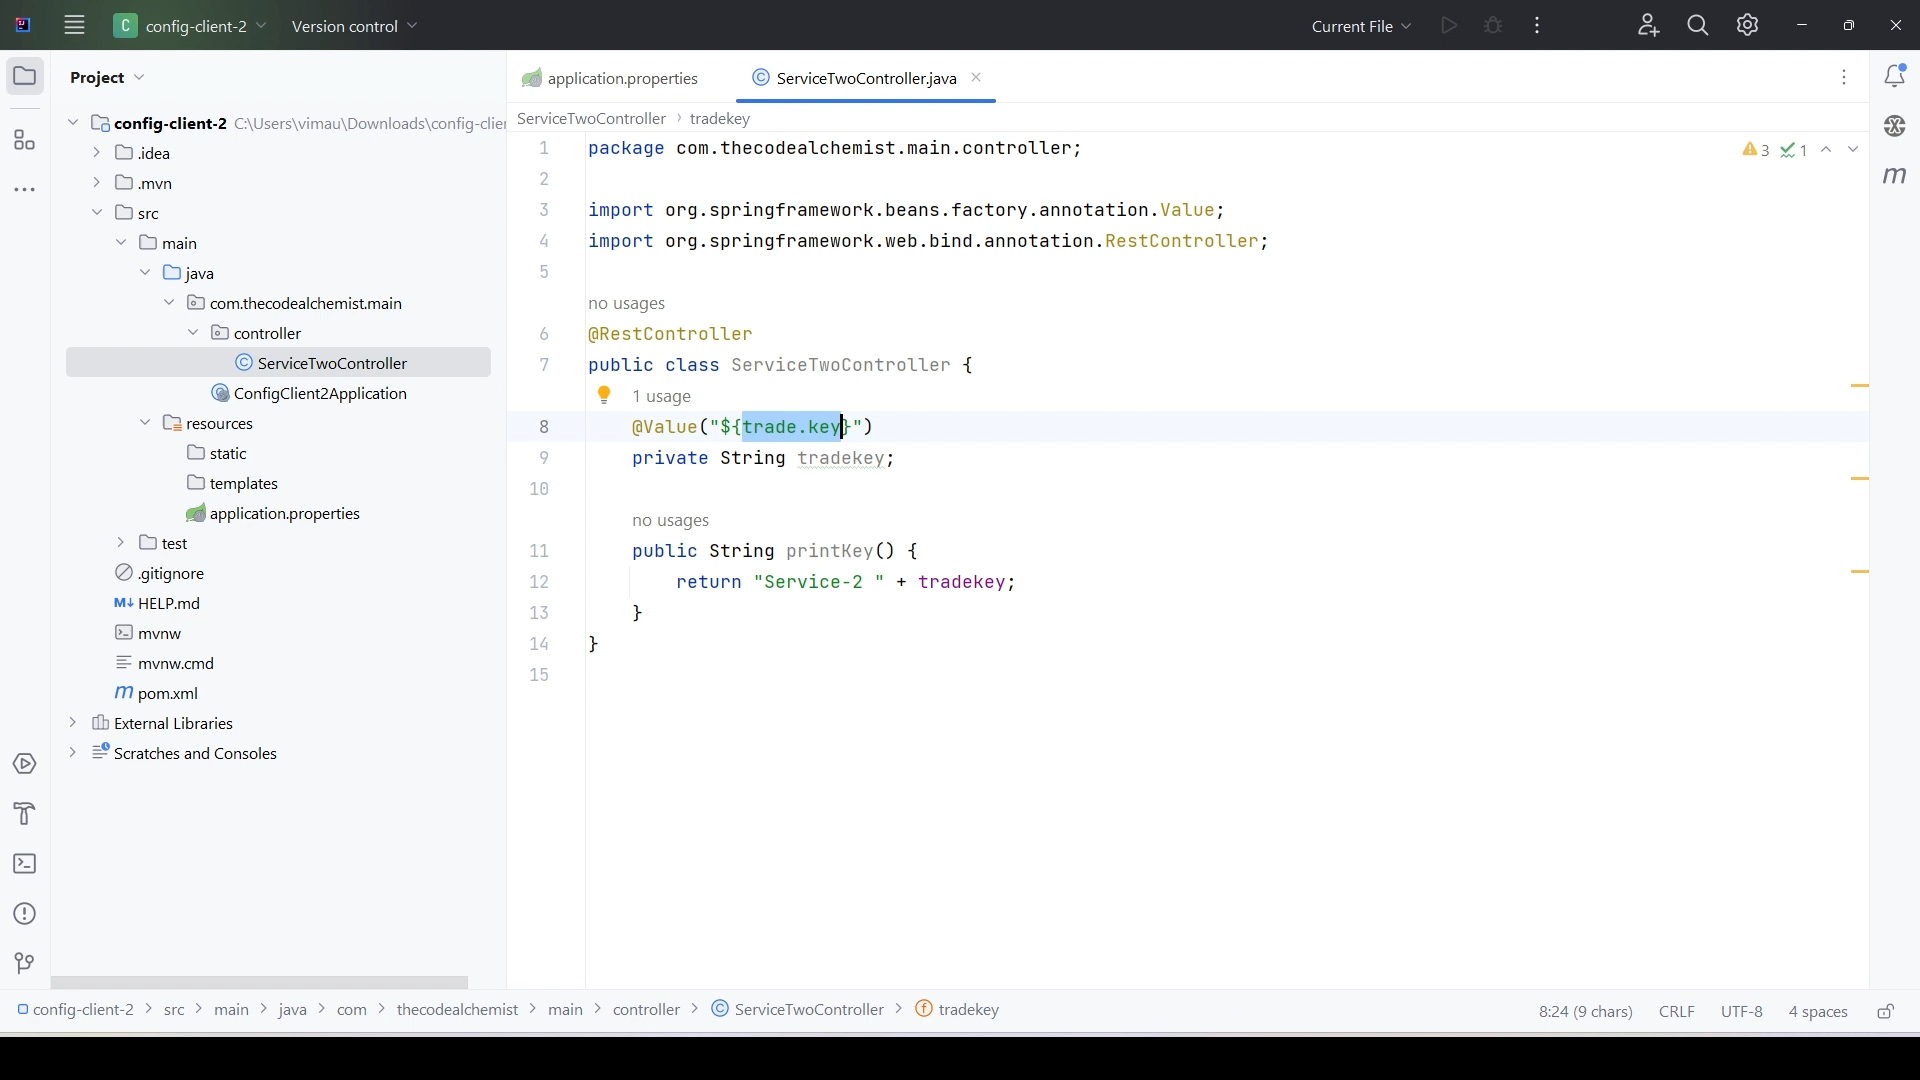 C config-client-2 Version control Current File
Project
application.properties ServiceTwoController.java
ServiceTwoController tradekey
config-client-2 C:\Users\vimau\Downloads\config-clie
.idea
.mvn
src
main
java
com.thecodealchemist.main
controller
ServiceTwoController
ConfigClient2Application
resources
static
templates
application.properties
test
.gitignore
M↓ HELP.md
mvnw
mvnw.cmd
m pom.xml
External Libraries
Scratches and Consoles
1 package com.thecodealchemist.main.controller; 3 1
2
3 import org.springframework.beans.factory.annotation.Value;
4 import org.springframework.web.bind.annotation.RestController;
5
no usages
6 @RestController
7 public class ServiceTwoController {
1 usage
8 @Value("${trade.key}")
9 private String tradekey;
10
no usages
11 public String printKey() {
12 return "Service-2 " + tradekey;
13 }
14 }
15
m
config-client-2 > src > main > java > com > thecodealchemist > main > controller > ServiceTwoController > tradekey 8:24 (9 chars) CRLF UTF-8 4 spaces